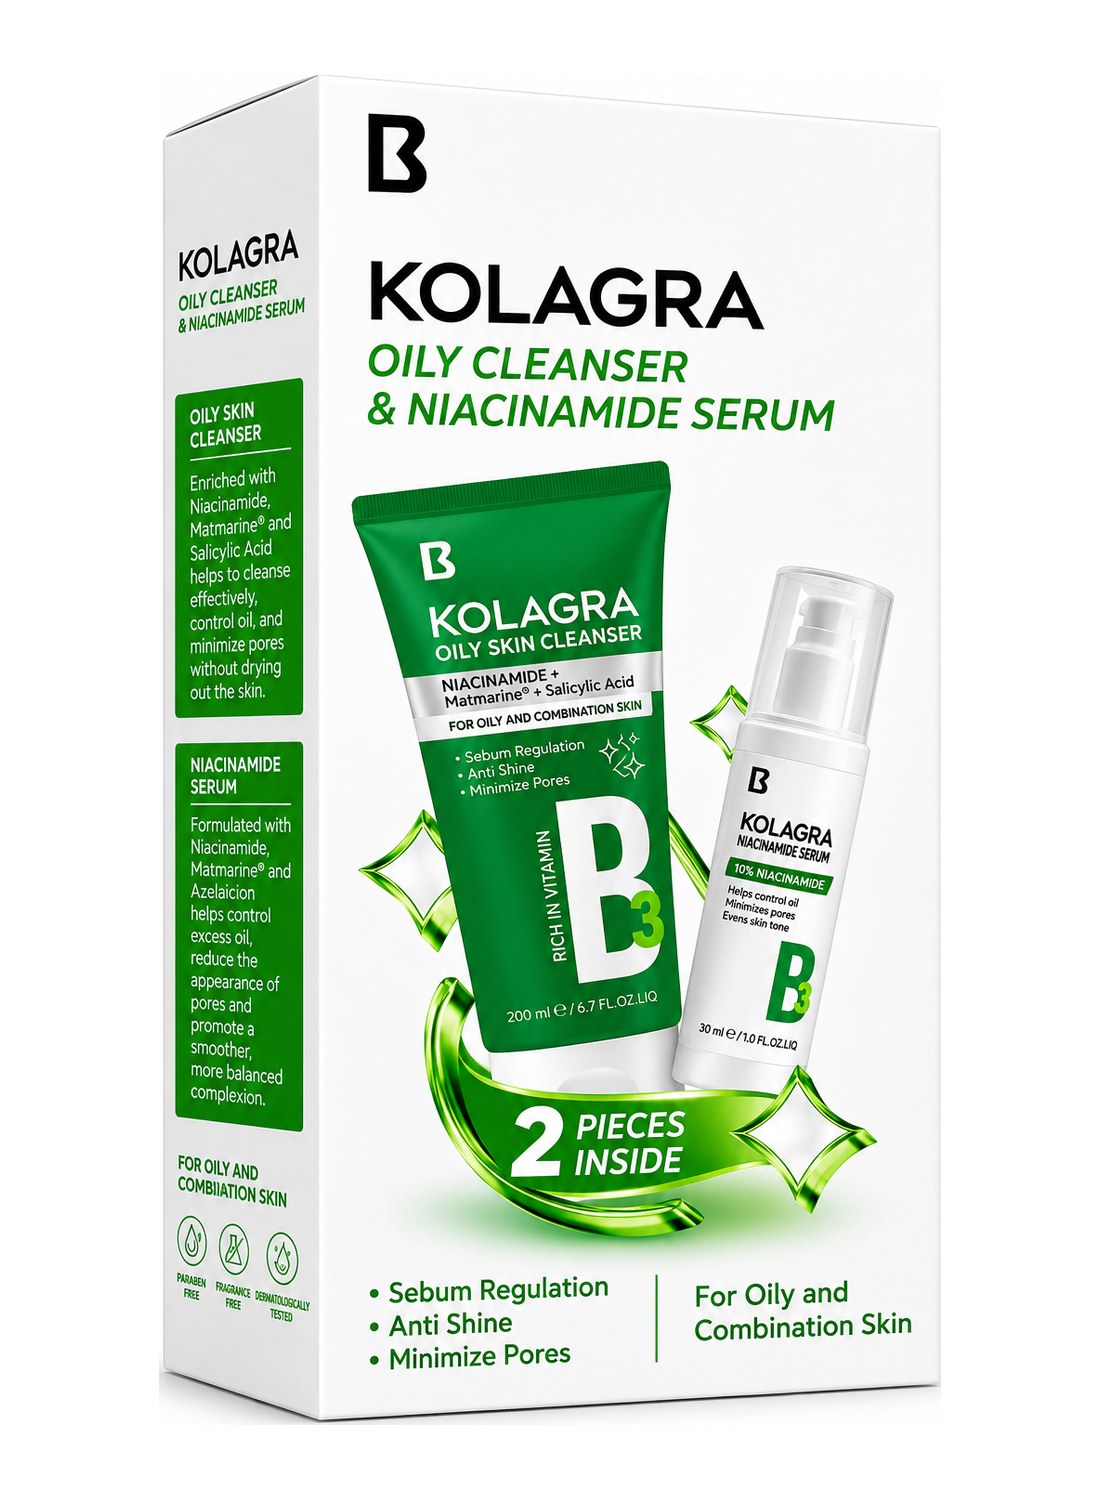 B
KOLAGRA
OILY CLEANSER
& NIACINAMIDE SERUM
B
KOLAGRA
OILY SKIN CLEANSER
NIACINAMIDE +
Matmarine® + Salicylic Acid
FOR OILY AND COMBINATION SKIN
• Sebum Regulation
• Anti Shine
• Minimize Pores
RICH IN VITAMIN
B3
200 ml ℮ / 6.7 FL.OZ.LIQ
B
KOLAGRA
NIACINAMIDE SERUM
10% NIACINAMIDE
Helps control oil
Minimizes pores
Evens skin tone
B3
30 ml ℮ / 1.0 FL.OZ.LIQ
2 PIECES
INSIDE
• Sebum Regulation
• Anti Shine
• Minimize Pores
For Oily and
Combination Skin
KOLAGRA
OILY CLEANSER
& NIACINAMIDE SERUM
OILY SKIN
CLEANSER
Enriched with
Niacinamide,
Matmarine® and
Salicylic Acid
helps to cleanse
effectively,
control oil, and
minimize pores
without drying
out the skin.
NIACINAMIDE
SERUM
Formulated with
Niacinamide,
Matmarine® and
Azelaicion
helps control
excess oil,
reduce the
appearance of
pores and
promote a
smoother,
more balanced
complexion.
FOR OILY AND
COMBIIATION SKIN
PARABEN
FREE
FRAGRANCE
FREE
DERMATOLOGICALLY
TESTED